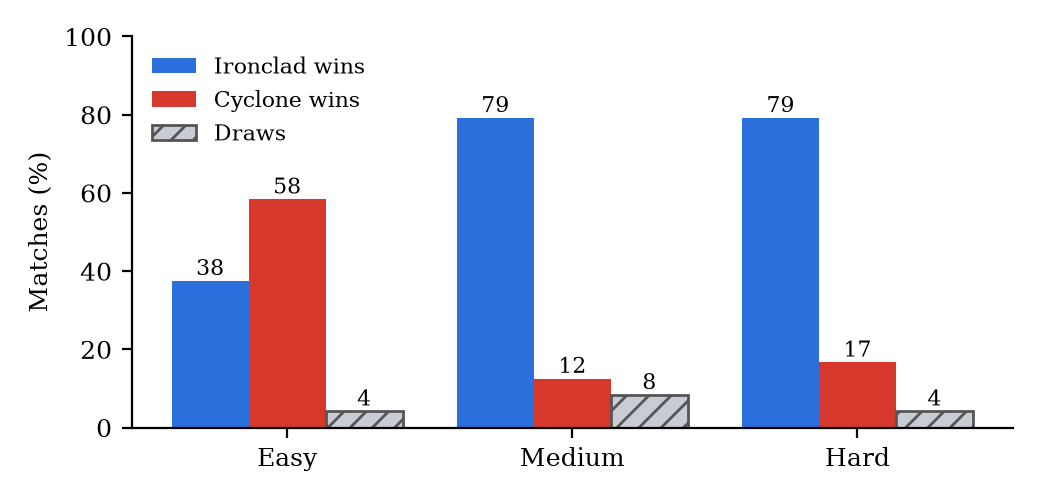 Matches (%)
100
80
60
40
20
0
Ironclad wins
Cyclone wins
Draws
38
58
4
79
12
8
79
17
4
Easy
Medium
Hard